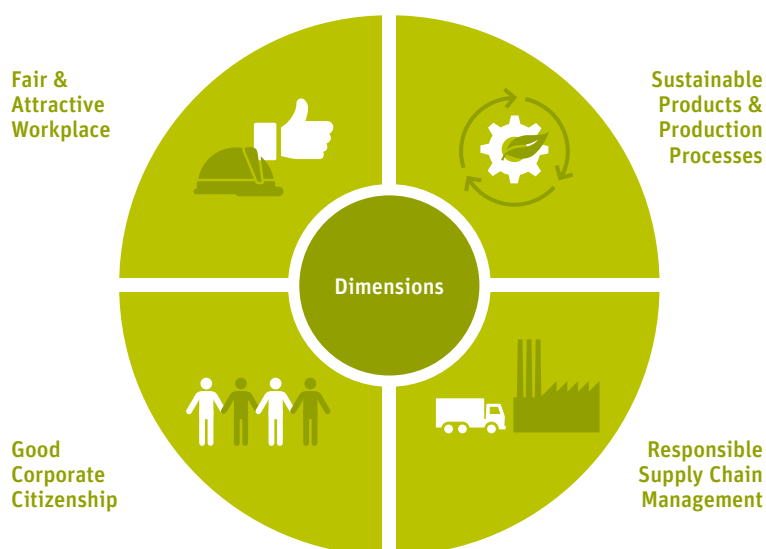 Fair &
Attractive
Workplace
Sustainable
Products &
Production
Processes
Dimensions
Good
Corporate
Citizenship
Responsible
Supply Chain
Management